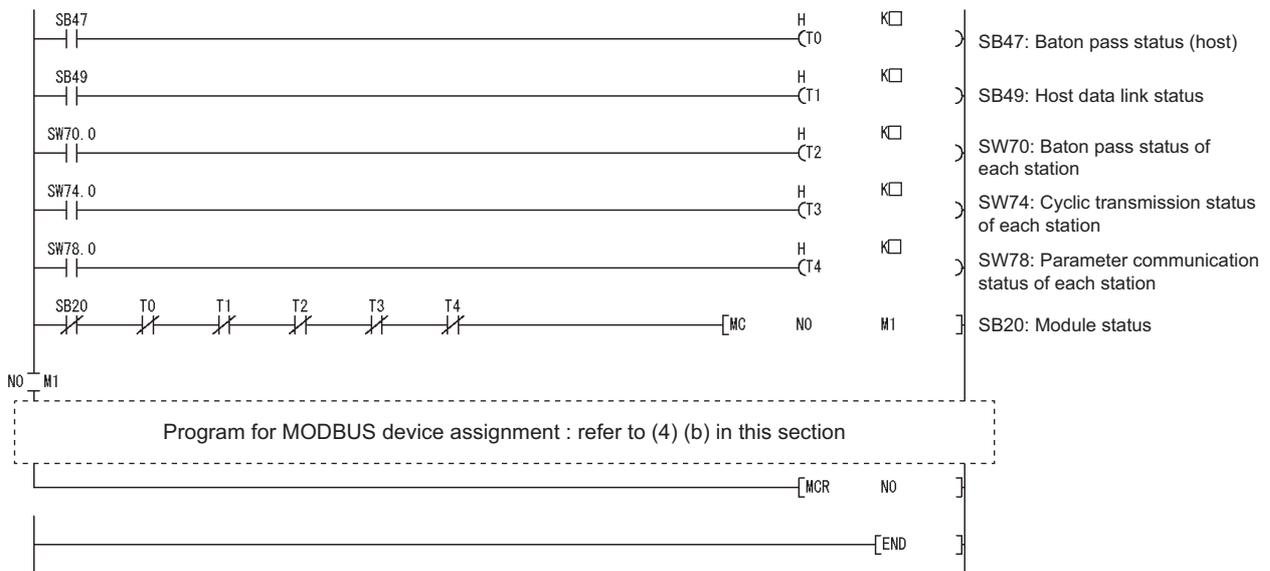 SB47 H K□
T0 SB47: Baton pass status (host)
SB49 H K□
T1 SB49: Host data link status
SW70.0 H K□
T2 SW70: Baton pass status of
each station
SW74.0 H K□
T3 SW74: Cyclic transmission status
of each station
SW78.0 H K□
T4 SW78: Parameter communication
status of each station
SB20 T0 T1 T2 T3 T4
MC N0 M1 SB20: Module status
N0 M1
Program for MODBUS device assignment : refer to (4) (b) in this section
MCR N0
END